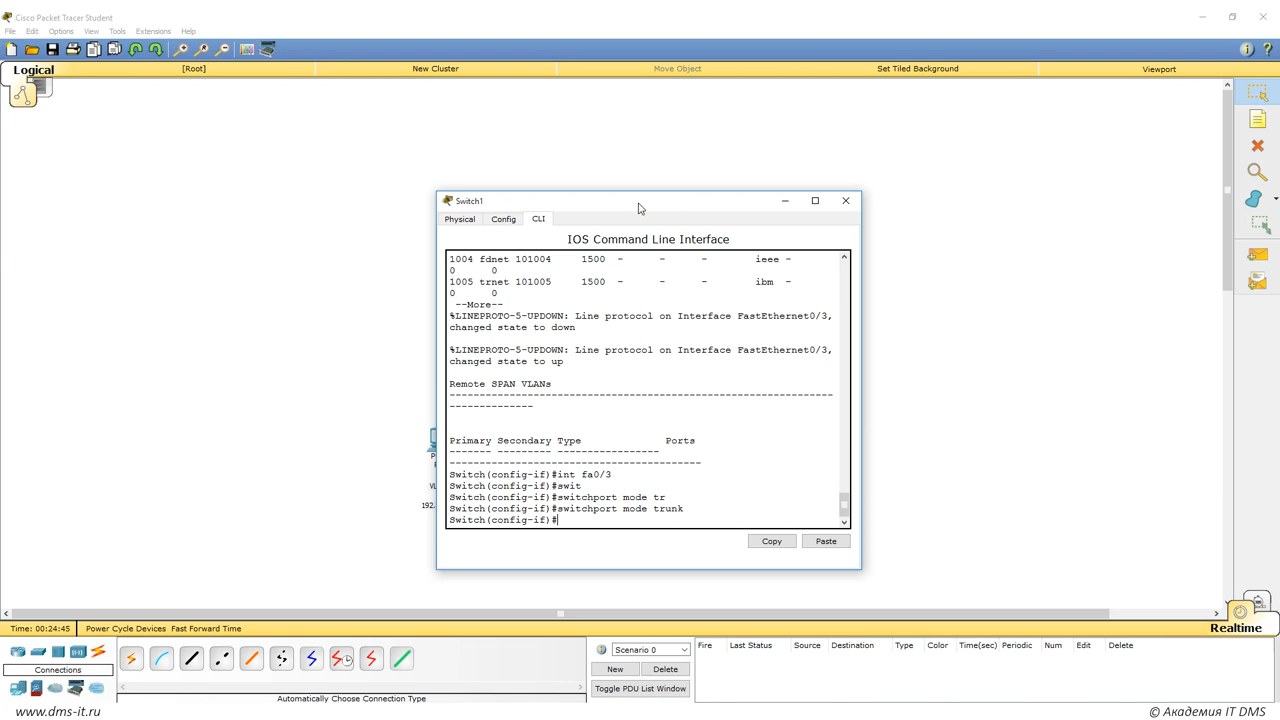 Cisco Packet Tracer Student
File Edit Options View Tools Extensions Help
Logical [Root] New Cluster Move Object Set Tiled Background Viewport
Switch1
Physical Config CLI
IOS Command Line Interface
1004 fdnet 101004 1500 - - - ieee -
0 0
1005 trnet 101005 1500 - - - ibm -
0 0
--More--
%LINEPROTO-5-UPDOWN: Line protocol on Interface FastEthernet0/3,
changed state to down
%LINEPROTO-5-UPDOWN: Line protocol on Interface FastEthernet0/3,
changed state to up
Remote SPAN VLANs
------------------------------------------------------------------
--------------
Primary Secondary Type Ports
------- --------- -----------------
------------------------------------------
Switch(config-if)#int fa0/3
Switch(config-if)#swit
Switch(config-if)#switchport mode tr
Switch(config-if)#switchport mode trunk
Switch(config-if)#
Copy Paste
P
VL
192.
Time: 00:24:45 Power Cycle Devices Fast Forward Time
Realtime
Connections
Automatically Choose Connection Type
Scenario 0
New Delete
Toggle PDU List Window
Fire Last Status Source Destination Type Color Time(sec) Periodic Num Edit Delete
www.dms-it.ru
© Академия IT DMS